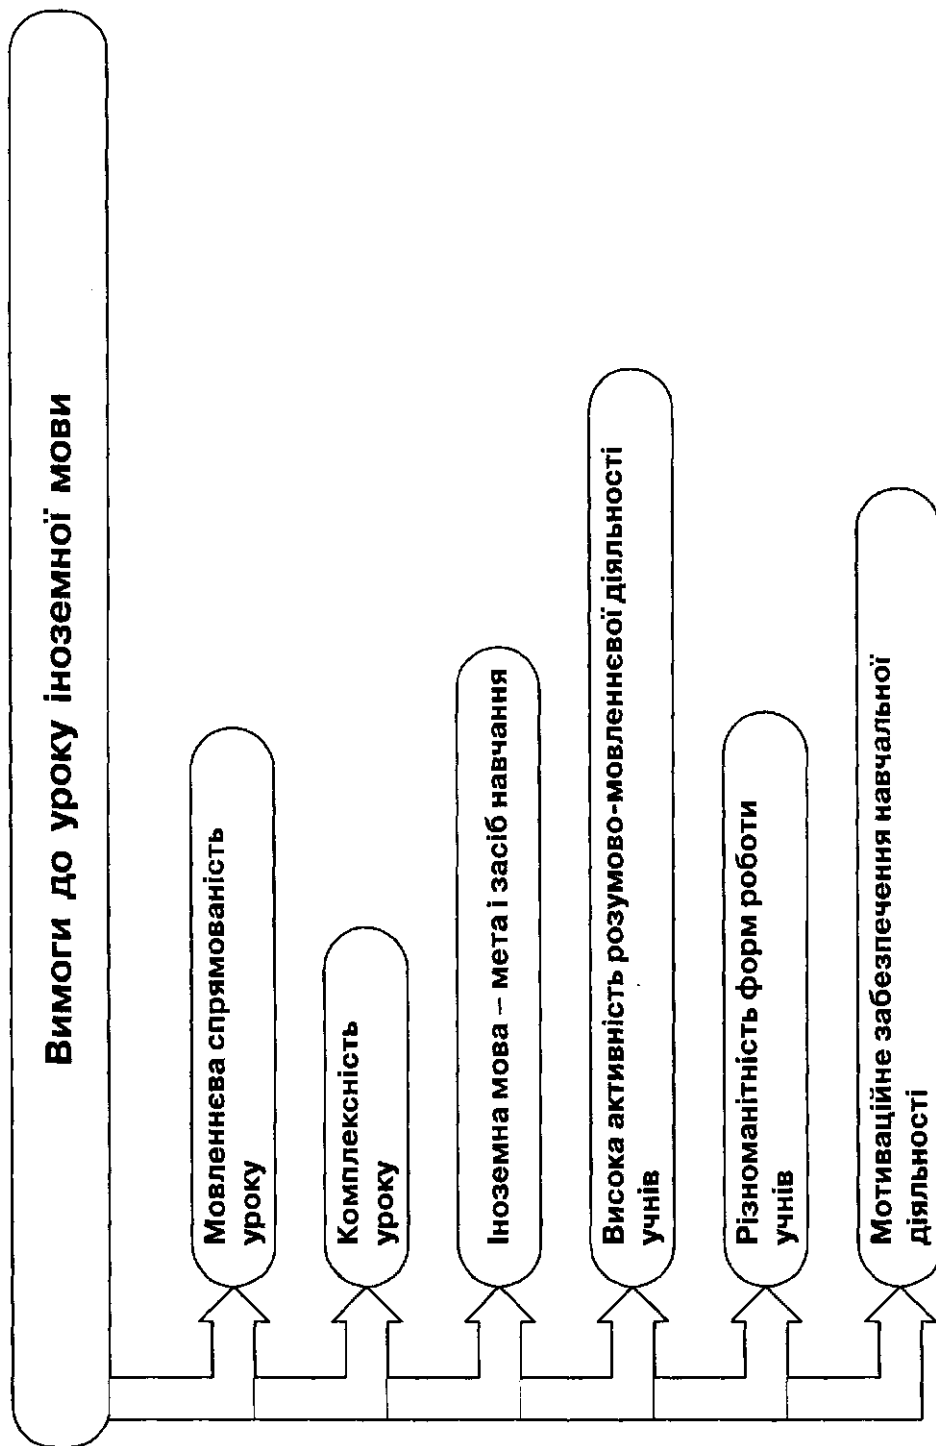 Вимоги до уроку іноземної мови
Мовленнєва спрямованість
уроку
Комплексність
уроку
Іноземна мова – мета і засіб навчання
Висока активність розумово-мовленнєвої діяльності
учнів
Різноманітність форм роботи
учнів
Мотиваційне забезпечення навчальної
діяльності